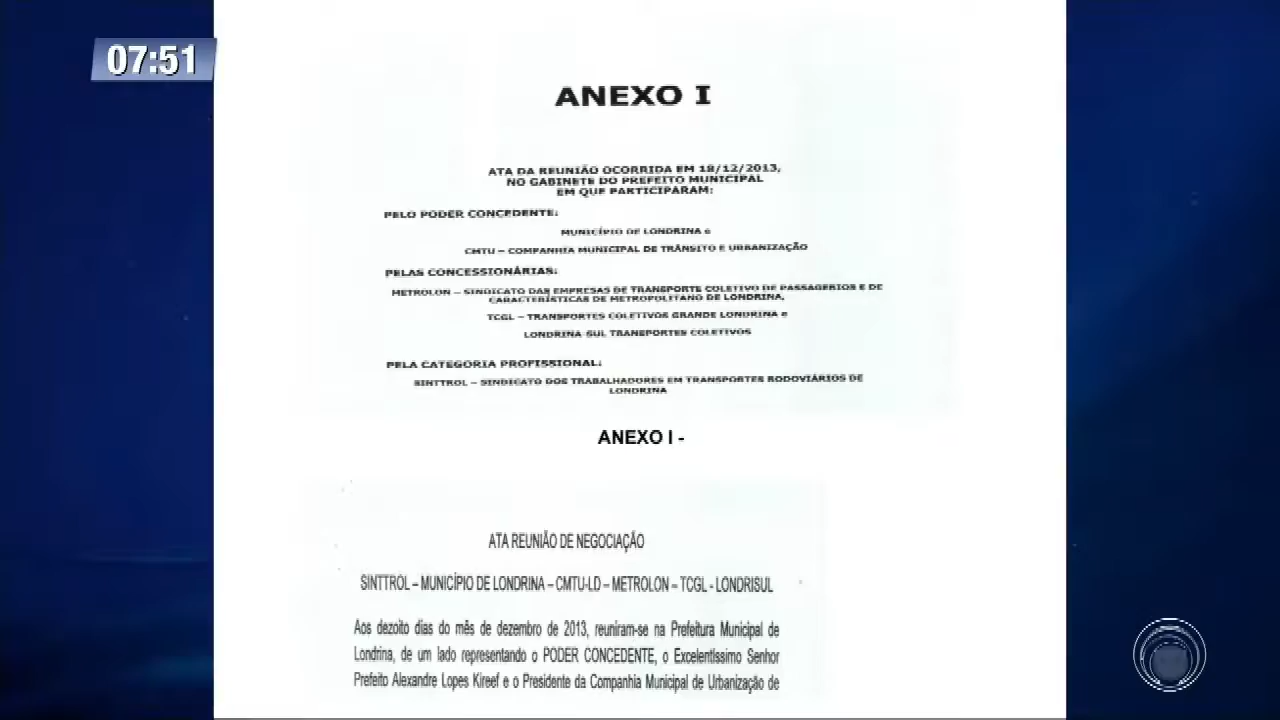 07:51
ANEXO I
ATA DA REUNIÃO OCORRIDA EM 18/12/2013,
NO GABINETE DO PREFEITO MUNICIPAL
EM QUE PARTICIPARAM:
PELO PODER CONCEDENTE:
MUNICÍPIO DE LONDRINA e
CMTU – COMPANHIA MUNICIPAL DE TRÂNSITO E URBANIZAÇÃO
PELAS CONCESSIONÁRIAS:
METROLON – SINDICATO DAS EMPRESAS DE TRANSPORTE COLETIVO DE PASSAGERIOS E DE
CARACTERÍSTICAS DE METROPOLITANO DE LONDRINA,
TCGL – TRANSPORTES COLETIVOS GRANDE LONDRINA e
LONDRINA SUL TRANSPORTES COLETIVOS
PELA CATEGORIA PROFISSIONAL:
SINTTROL – SINDICATO DOS TRABALHADORES EM TRANSPORTES RODOVIÁRIOS DE
LONDRINA
ANEXO I -
ATA REUNIÃO DE NEGOCIAÇÃO
SINTTROL – MUNICÍPIO DE LONDRINA – CMTU-LD – METROLON – TCGL - LONDRISUL
Aos dezoito dias do mês de dezembro de 2013, reuniram-se na Prefeitura Municipal de
Londrina, de um lado representando o PODER CONCEDENTE, o Excelentíssimo Senhor
Prefeito Alexandre Lopes Kireef e o Presidente da Companhia Municipal de Urbanização de